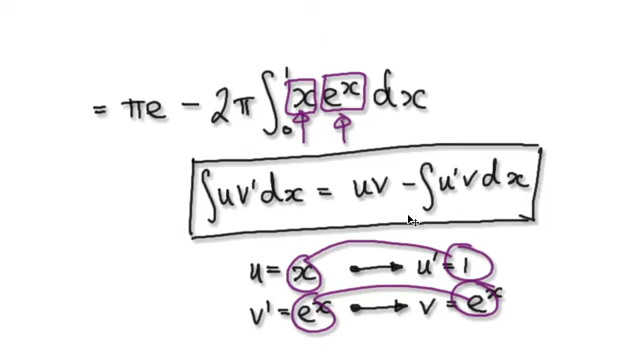 = πe − 2π ∫₀¹ x eˣ dx
∫uv'dx = uv − ∫u'v dx
u = x → u' = 1
v' = eˣ → v = eˣ